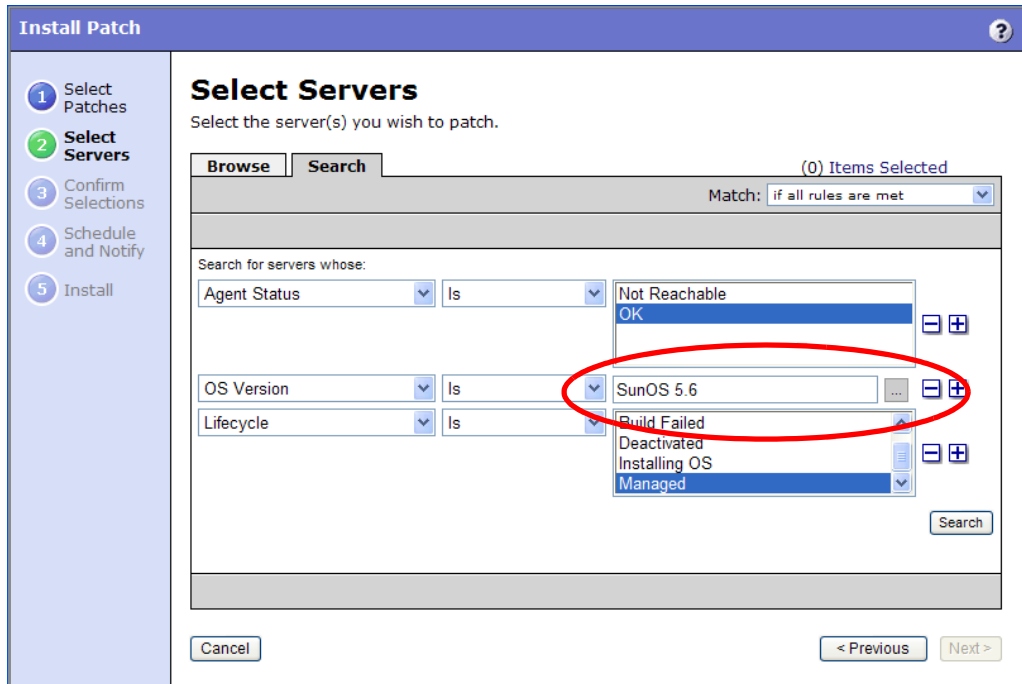 Install Patch
?
1 Select Patches
2 Select Servers
3 Confirm Selections
4 Schedule and Notify
5 Install
Select Servers
Select the server(s) you wish to patch.
Browse Search (0) Items Selected
Match: if all rules are met
Search for servers whose:
Agent Status Is Not Reachable
OK
OS Version Is SunOS 5.6 ...
Lifecycle Is Build Failed
Deactivated
Installing OS
Managed
Search
Cancel < Previous Next >